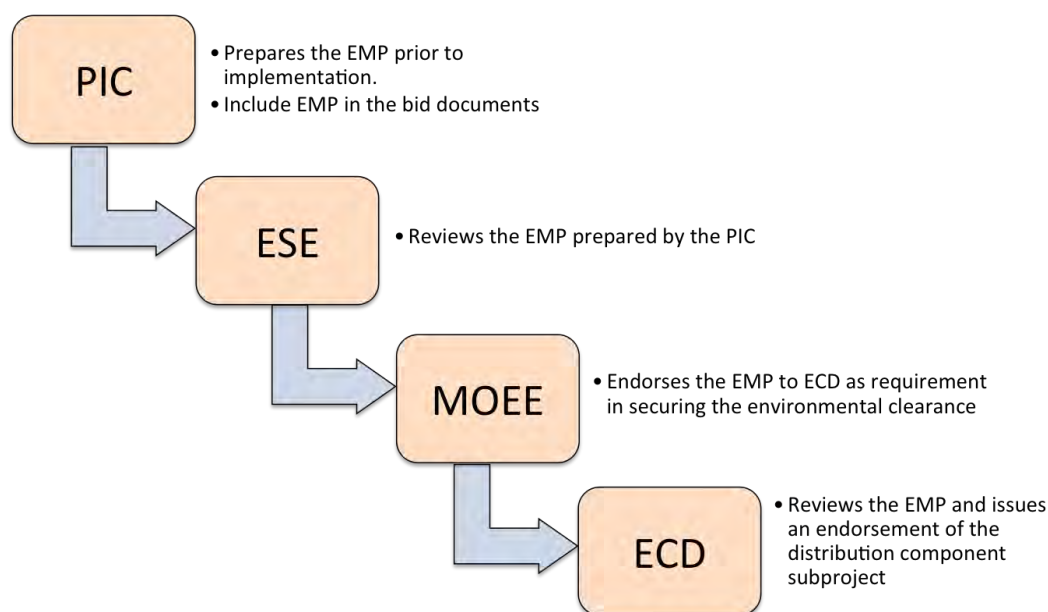 PIC
• Prepares the EMP prior to
implementation.
• Include EMP in the bid documents
ESE
• Reviews the EMP prepared by the PIC
MOEE
• Endorses the EMP to ECD as requirement
in securing the environmental clearance
ECD
• Reviews the EMP and issues
an endorsement of the
distribution component
subproject